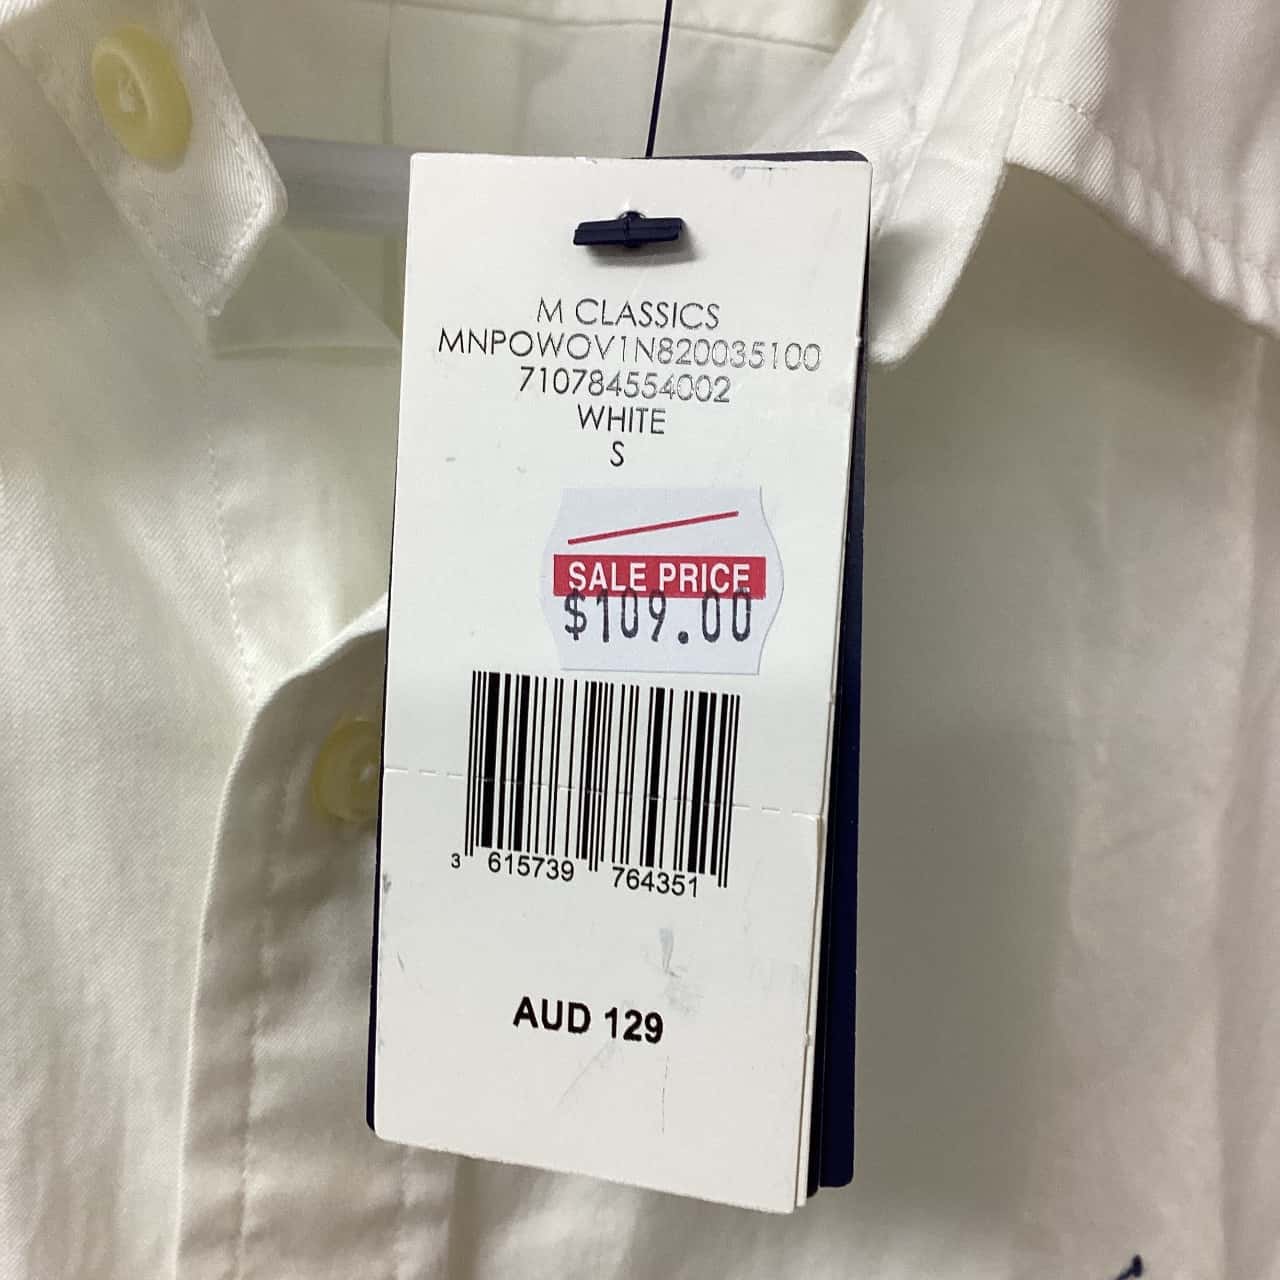 M CLASSICS
MNPOWOV1N820035100
710784554002
WHITE
S
SALE PRICE
$109.00
3 615739 764351
AUD 129